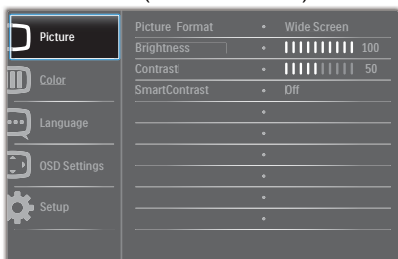 Picture
Color
Language
OSD Settings
Setup
Picture Format • Wide Screen
Brightness • 100
Contrast • 50
SmartContrast • Off
•
•
•
•
•
•